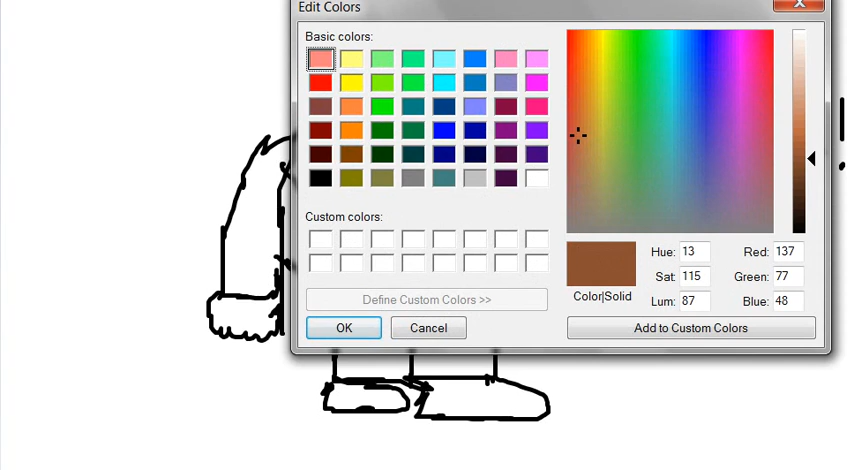 Edit Colors
Basic colors:
Custom colors:
Define Custom Colors >>
OK
Cancel
Color|Solid
Hue: 13
Sat: 115
Lum: 87
Red: 137
Green: 77
Blue: 48
Add to Custom Colors